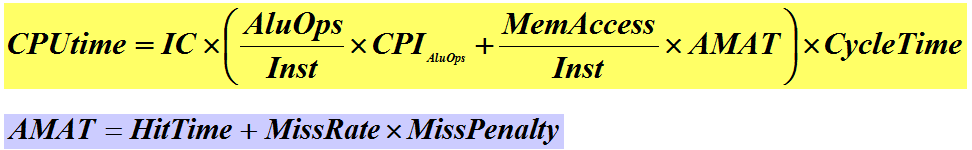 CPUtime = IC × ( AluOps / Inst × CPI_AluOps + MemAccess / Inst × AMAT ) × CycleTime
AMAT = HitTime + MissRate × MissPenalty